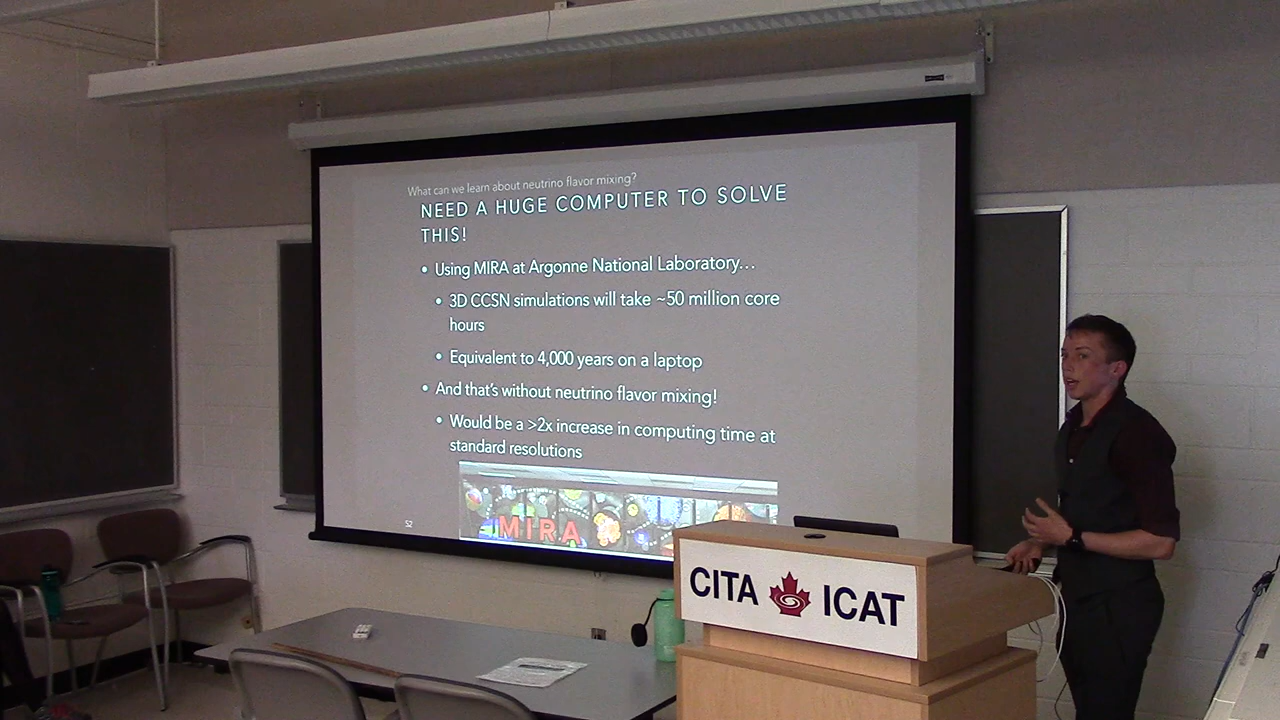 What can we learn about neutrino flavor mixing?
NEED A HUGE COMPUTER TO SOLVE
THIS!
• Using MIRA at Argonne National Laboratory…
• 3D CCSN simulations will take ~50 million core
hours
• Equivalent to 4,000 years on a laptop
• And that's without neutrino flavor mixing!
• Would be a >2x increase in computing time at
standard resolutions
MIRA
52
CITA ICAT